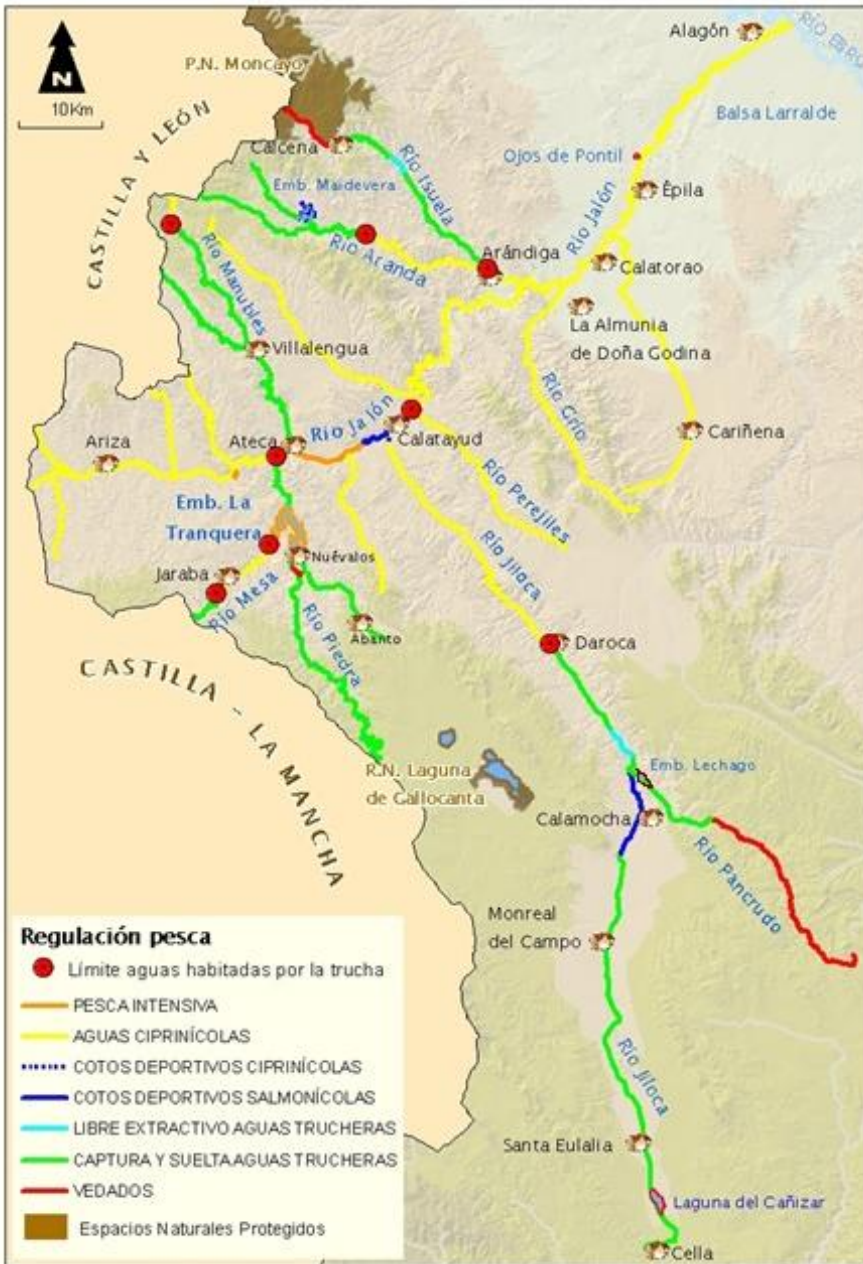 Alagón
RÍO EBRO
N
10Km
P.N. Moncayo
CASTILLA Y LEÓN
Balsa Larralde
Calcena
Río Isuela
Ojos de Pontil
Emb. Maidevera
Épila
Río Jalón
Río Aranda
Arándiga
Calatorao
Río Manubles
La Almunia
de Doña Godina
Villalengua
Río Grío
Ariza
Ateca
Río Jalón
Calatayud
Cariñena
Emb. La
Tranquera
Río Perejiles
Nuévalos
Jaraba
Río Mesa
Río Jiloca
Río Piedra
Abanto
Daroca
CASTILLA - LA MANCHA
R.N. Laguna
de Gallocanta
Emb. Lechago
Calamocha
Río Pancrudo
Monreal
del Campo
Río Jiloca
Santa Eulalia
Laguna del Cañizar
Cella
Regulación pesca
Límite aguas habitadas por la trucha
PESCA INTENSIVA
AGUAS CIPRINÍCOLAS
COTOS DEPORTIVOS CIPRINÍCOLAS
COTOS DEPORTIVOS SALMONÍCOLAS
LIBRE EXTRACTIVO AGUAS TRUCHERAS
CAPTURA Y SUELTA AGUAS TRUCHERAS
VEDADOS
Espacios Naturales Protegidos